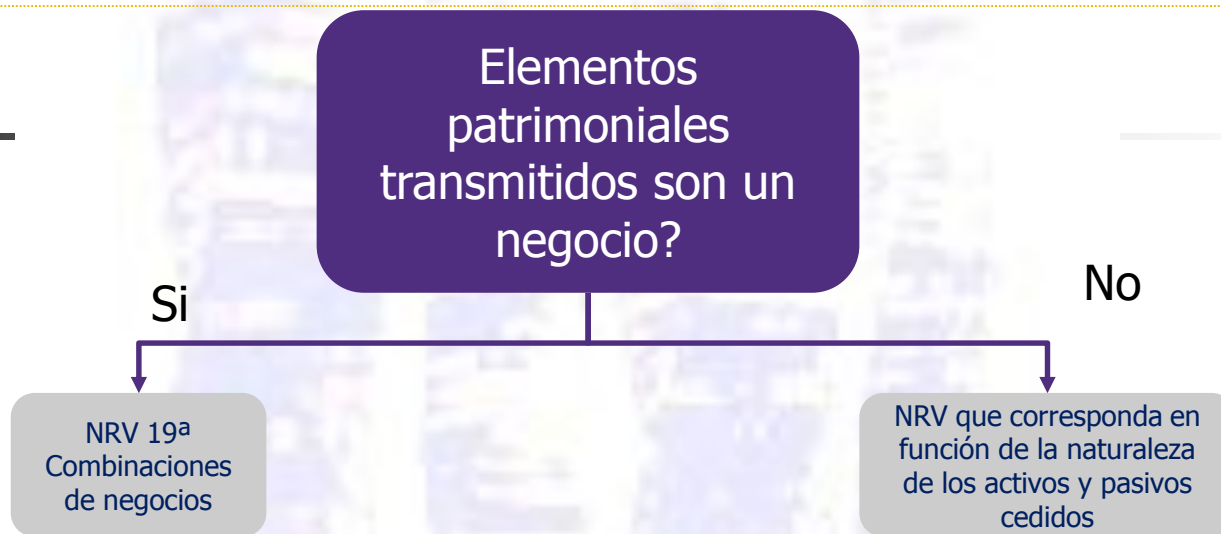 Elementos
patrimoniales
transmitidos son un
negocio?
Si
No
NRV 19ª
Combinaciones
de negocios
NRV que corresponda en
función de la naturaleza
de los activos y pasivos
cedidos